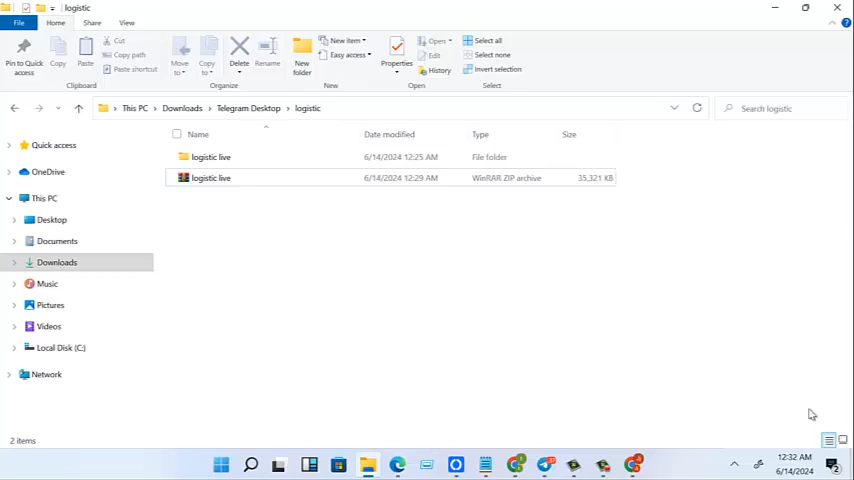 logistic
File
Home
Share
View
Pin to Quick access
Copy
Paste
Cut
Copy path
Paste shortcut
Clipboard
Move to
Copy to
Delete
Rename
Organize
New folder
New item
Easy access
New
Properties
Open
Edit
History
Open
Select all
Select none
Invert selection
Select
This PC
Downloads
Telegram Desktop
logistic
Search logistic
Name
Date modified
Type
Size
logistic live 6/14/2024 12:25 AM File folder
logistic live 6/14/2024 12:29 AM WinRAR ZIP archive 35,321 KB
Quick access
OneDrive
This PC
Desktop
Documents
Downloads
Music
Pictures
Videos
Local Disk (C:)
Network
2 items
12:32 AM
6/14/2024
2